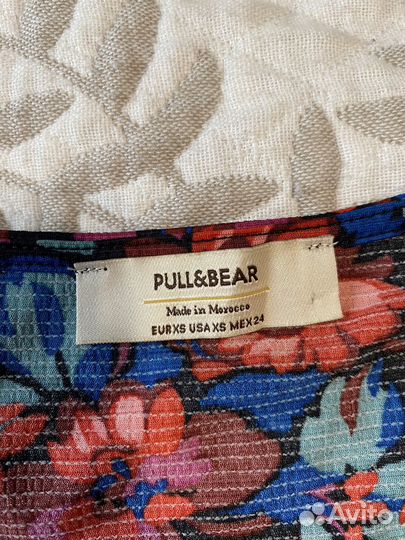 PULL&BEAR
Made in Morocco
EUR XS USA XS MEX 24
Avito